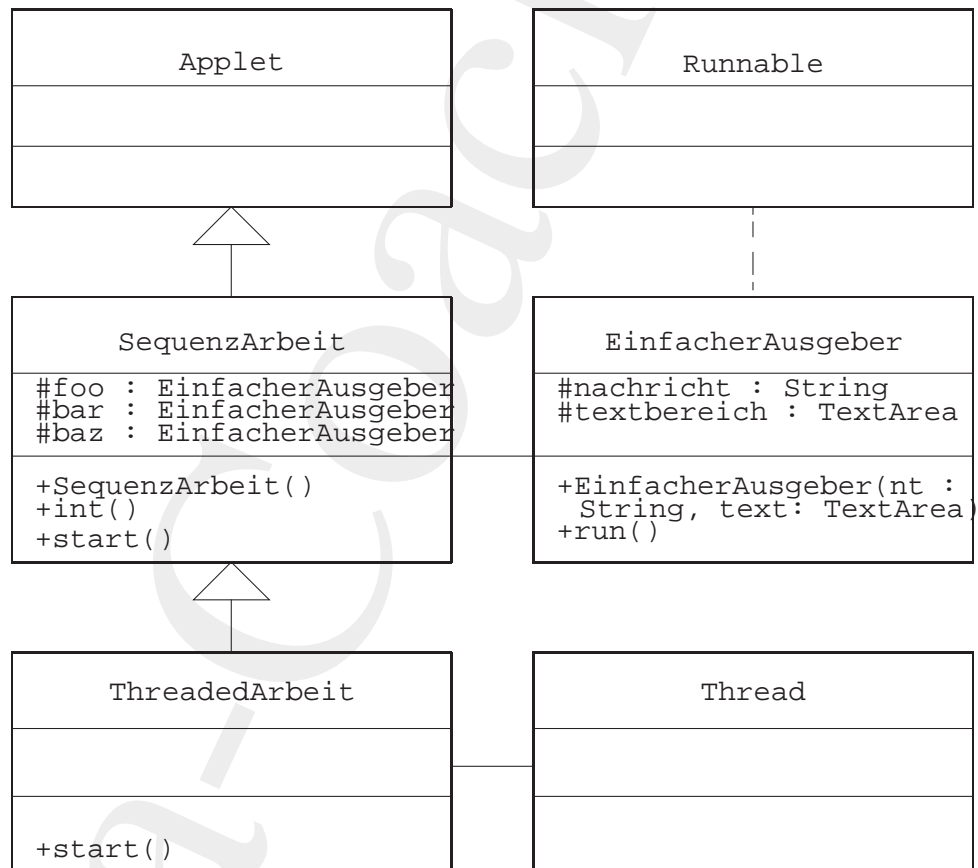 Applet
Runnable
SequenzArbeit
#foo : EinfacherAusgeber
#bar : EinfacherAusgeber
#baz : EinfacherAusgeber
+SequenzArbeit()
+int()
+start()
EinfacherAusgeber
#nachricht : String
#textbereich : TextArea
+EinfacherAusgeber(nt :
String, text: TextArea)
+run()
ThreadedArbeit
+start()
Thread